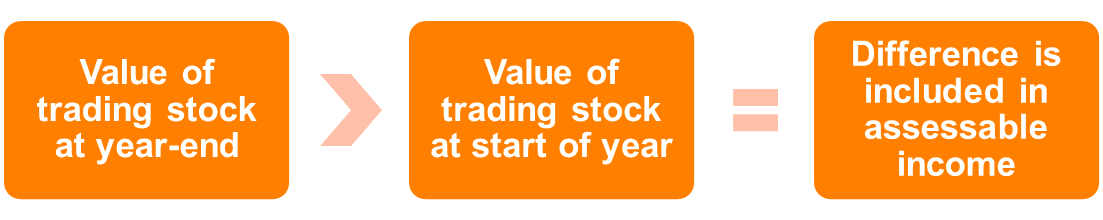 Value of
trading stock
at year-end
Value of
trading stock
at start of year
=
Difference is
included in
assessable
income